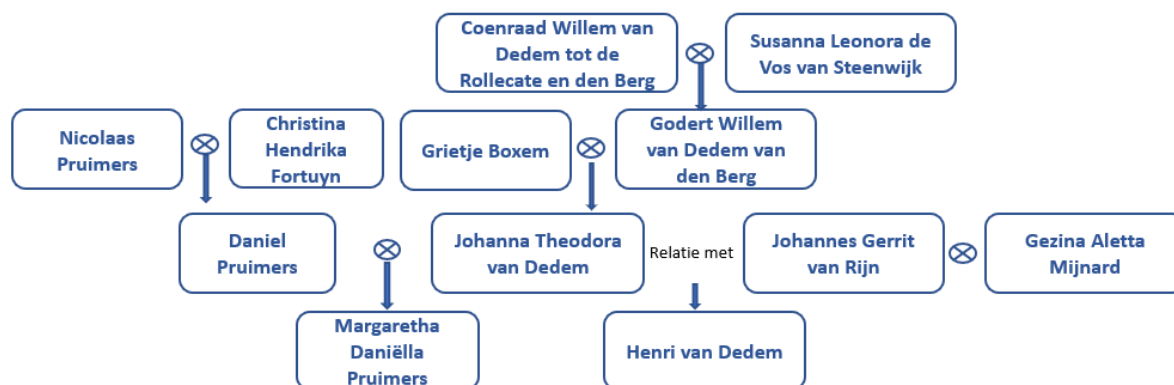 Coenraad Willem van
Dedem tot de
Rollecate en den Berg
Susanna Leonora de
Vos van Steenwijk
Nicolaas
Pruimers
Christina
Hendrika
Fortuyn
Grietje Boxem
Godert Willem
van Dedem van
den Berg
Daniel
Pruimers
Johanna Theodora
van Dedem
Relatie met
Johannes Gerrit
van Rijn
Gezina Aletta
Mijnard
Margaretha
Daniëlla
Pruimers
Henri van Dedem